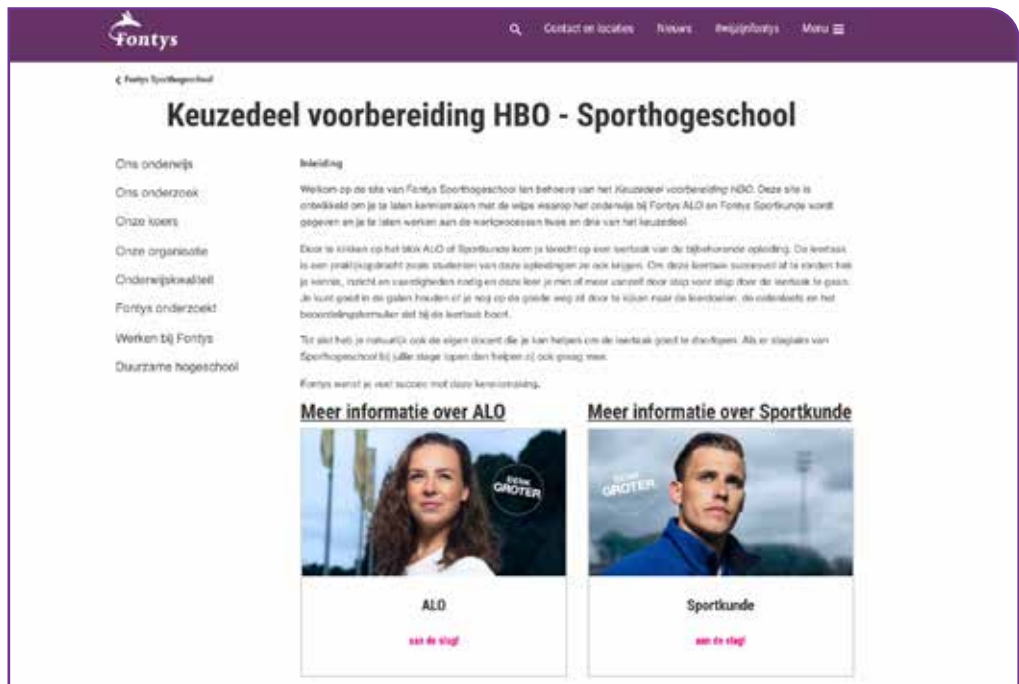 Fontys
Contact en locaties Nieuws #wijzijnfontys Menu
Fontys Sporthogeschool
Keuzedeel voorbereiding HBO - Sporthogeschool
Ons onderwijs
Ons onderzoek
Onze koers
Onze organisatie
Onderwijskwaliteit
Fontys onderzoekt
Werken bij Fontys
Duurzame hogeschool
Inleiding
Welkom op de site van Fontys Sporthogeschool ten behoeve van het Keuzedeel voorbereiding HBO. Deze site is
ontwikkeld om je te laten kennismaken met de wijze waarop het onderwijs bij Fontys ALO en Fontys Sportkunde wordt
gegeven en je te laten werken aan de werkprocessen twee en drie van het keuzedeel.
Door te klikken op het blok ALO of Sportkunde kom je terecht op een leertaak van de bijbehorende opleiding. De leertaak
is een praktijkopdracht zoals studenten van deze opleidingen ze ook krijgen. Om deze leertaak succesvol af te ronden heb
je kennis, inzicht en vaardigheden nodig en deze leer je min of meer vanzelf door stap voor stap door de leertaak te gaan.
Je kunt goed in de gaten houden of je nog op de goede weg zit door te kijken naar de leerdoelen, de eisenlaats en het
beoordelingsformulier dat bij de leertaak hoort.
Tot slot heb je natuurlijk ook de eigen docent die je kan helpen om de leertaak goed te doorlopen. Als er stagiairs van
Sporthogeschool bij jullie stage lopen dan helpen zij ook graag mee.
Fontys wenst je veel succes met deze kennismaking.
Meer informatie over ALO
Meer informatie over Sportkunde
DENK
GROTER
DENK
GROTER
ALO
aan de slag!
Sportkunde
aan de slag!